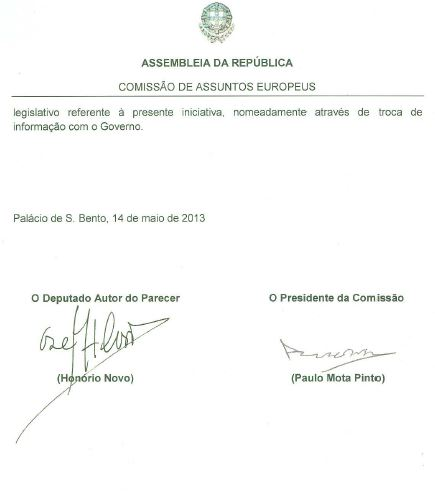 ASSEMBLEIA DA REPÚBLICA
COMISSÃO DE ASSUNTOS EUROPEUS
legislativo referente à presente iniciativa, nomeadamente através de troca de
informação com o Governo.
Palácio de S. Bento, 14 de maio de 2013
O Deputado Autor do Parecer
O Presidente da Comissão
(Honório Novo)
(Paulo Mota Pinto)